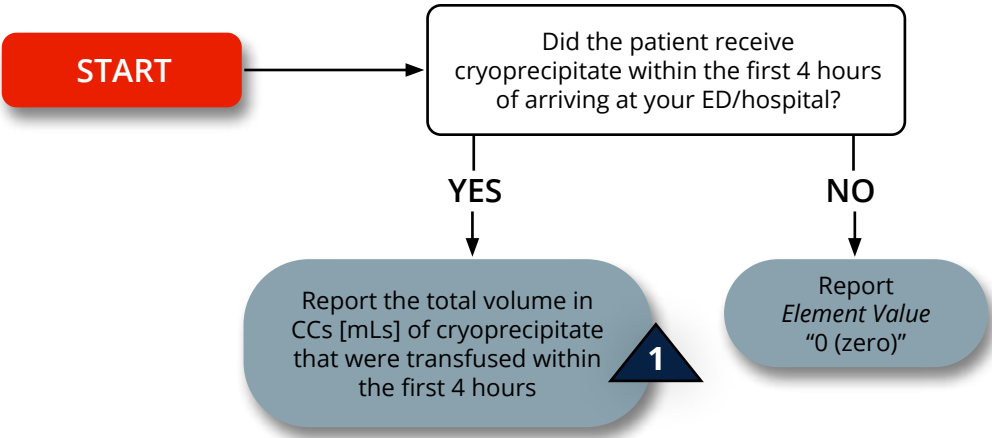 START
Did the patient receive
cryoprecipitate within the first 4 hours
of arriving at your ED/hospital?
YES
NO
Report the total volume in
CCs [mLs] of cryoprecipitate
that were transfused within
the first 4 hours
1
Report
Element Value
“0 (zero)”